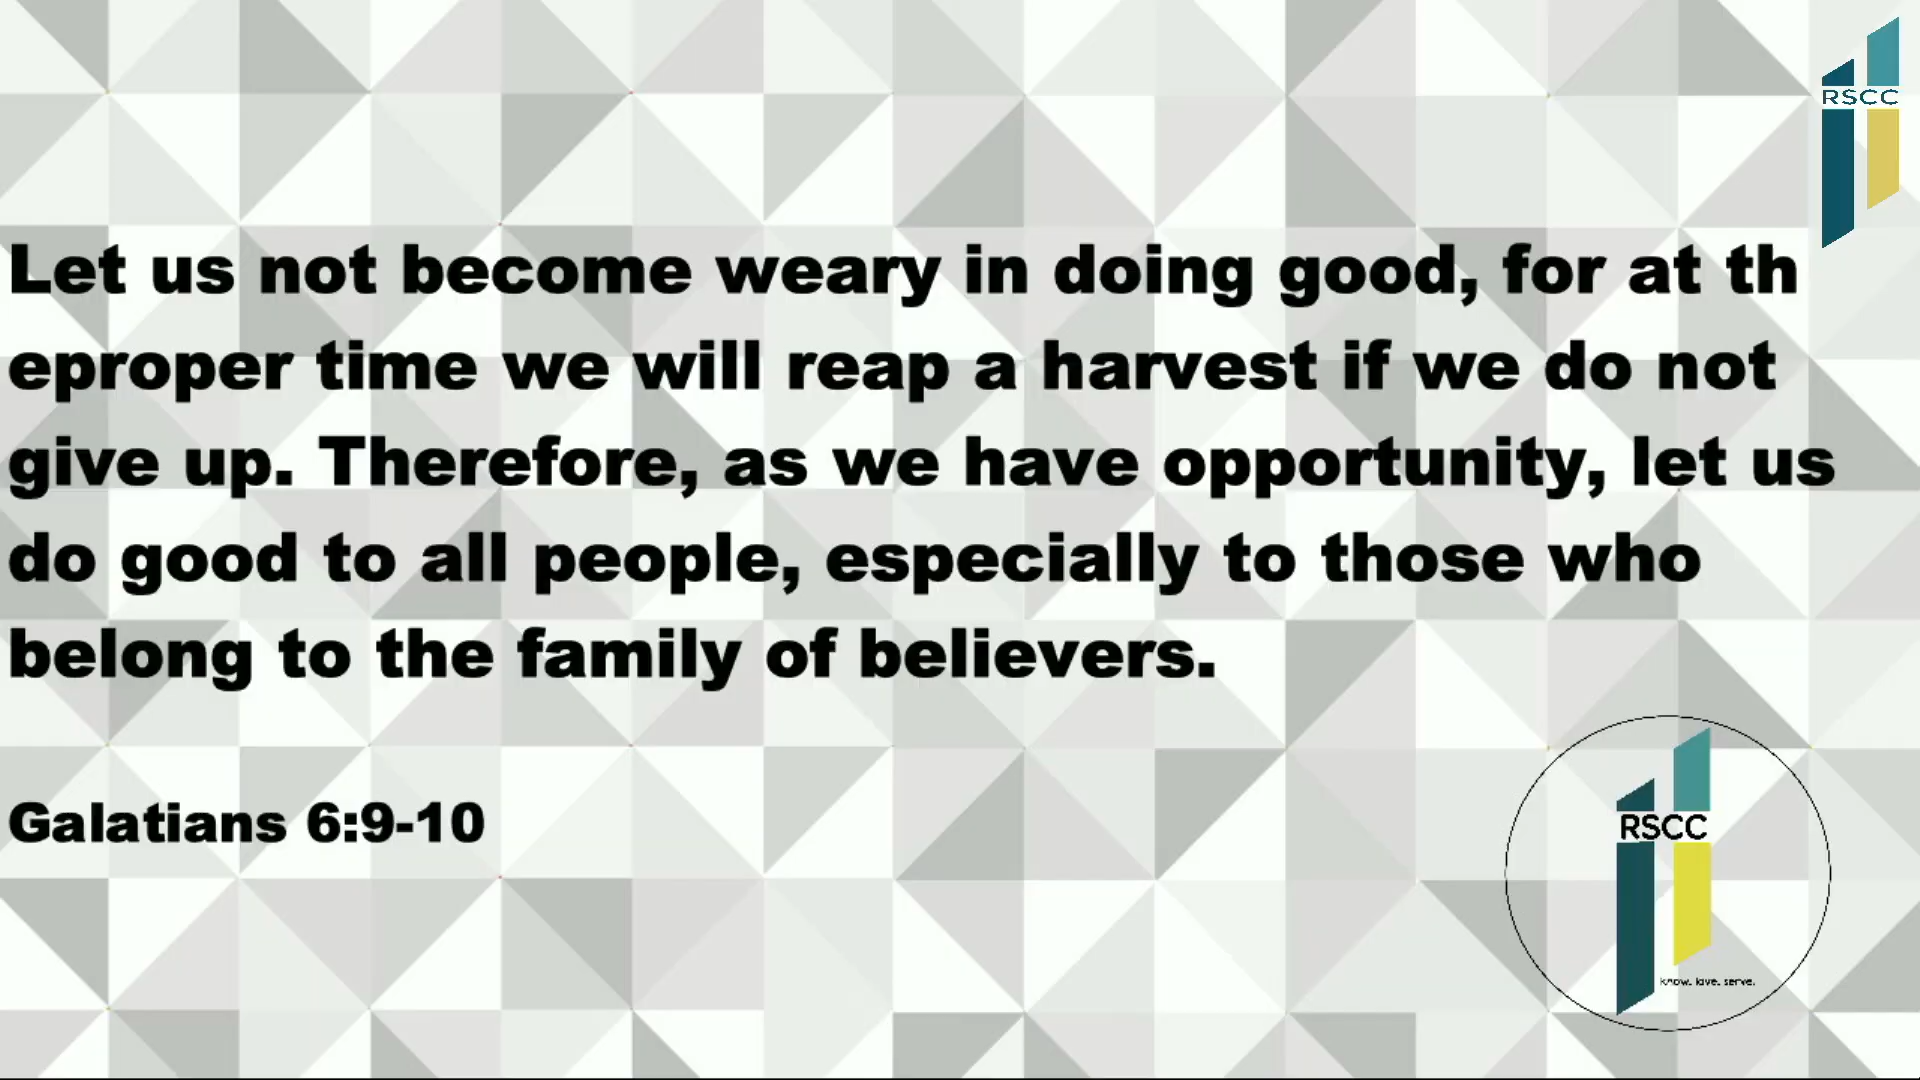 RSCC
Let us not become weary in doing good, for at th
eproper time we will reap a harvest if we do not
give up. Therefore, as we have opportunity, let us
do good to all people, especially to those who
belong to the family of believers.
Galatians 6:9-10
RSCC
know. love. serve.